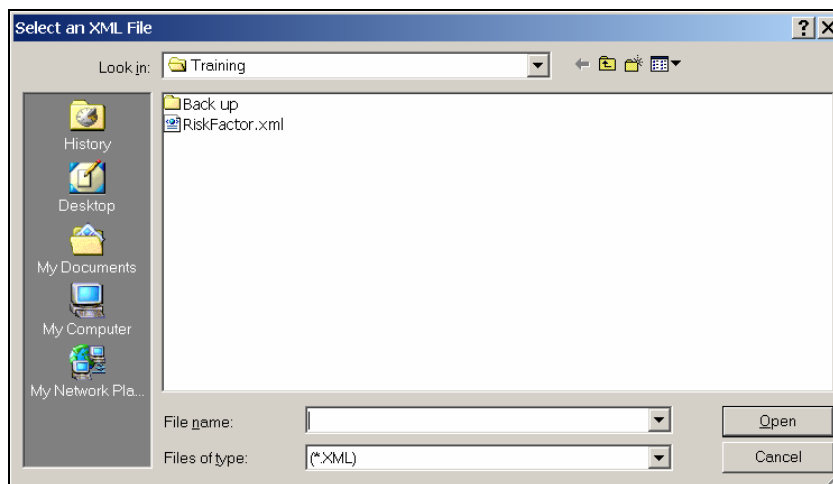 Select an XML File
Look in: Training
Back up
RiskFactor.xml
History
Desktop
My Documents
My Computer
My Network Pla...
File name:
Open
Files of type: (*.XML)
Cancel